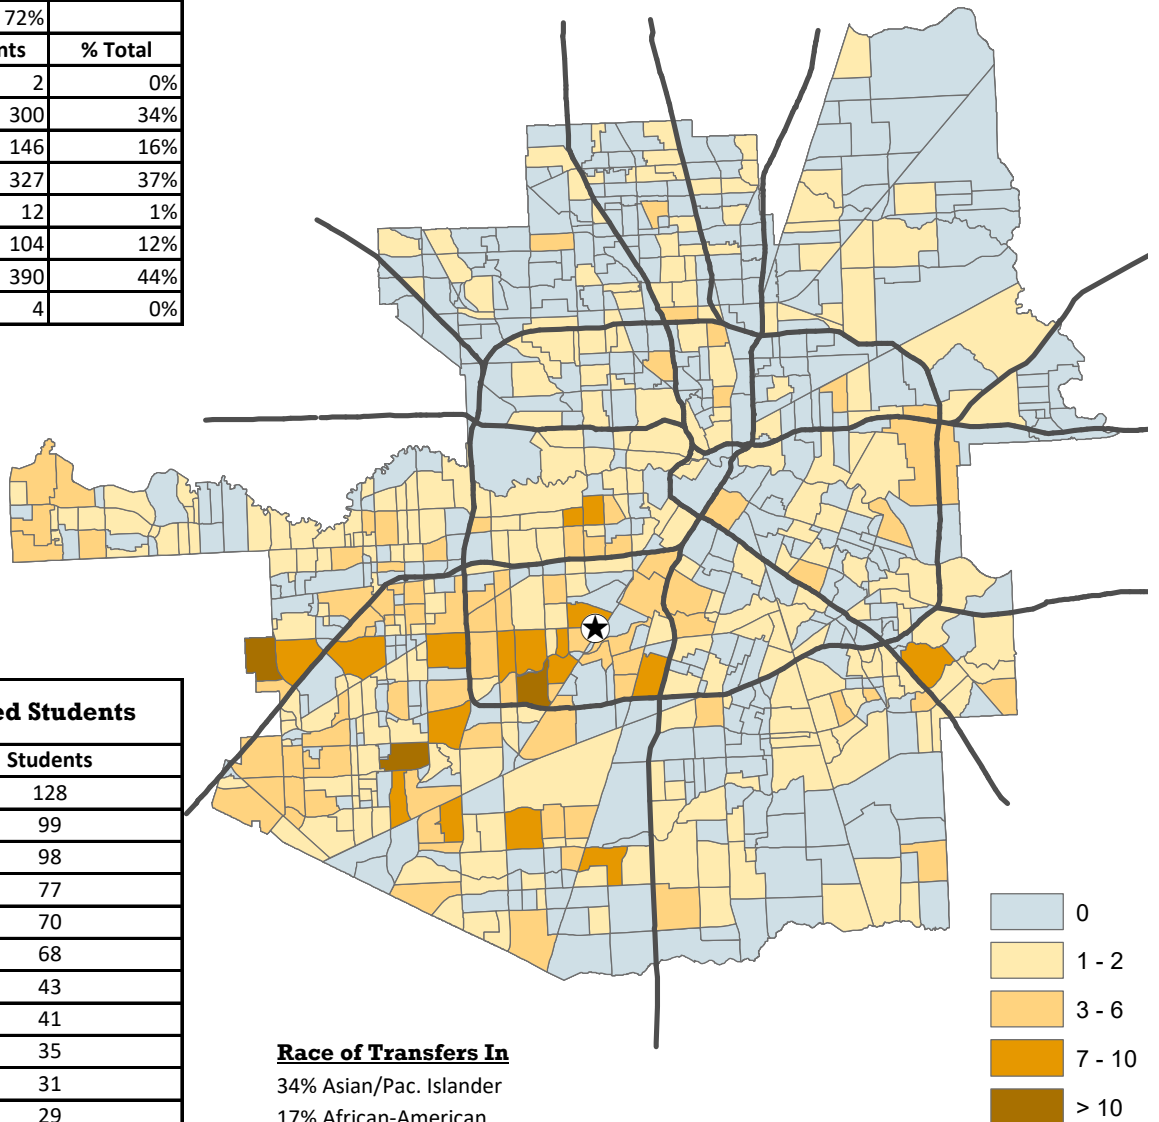 72%
nts % Total
2 0%
300 34%
146 16%
327 37%
12 1%
104 12%
390 44%
4 0%
ed Students
Students
128
99
98
77
70
68
43
41
35
31
29
Race of Transfers In
34% Asian/Pac. Islander
17% African-American
0
1 - 2
3 - 6
7 - 10
> 10